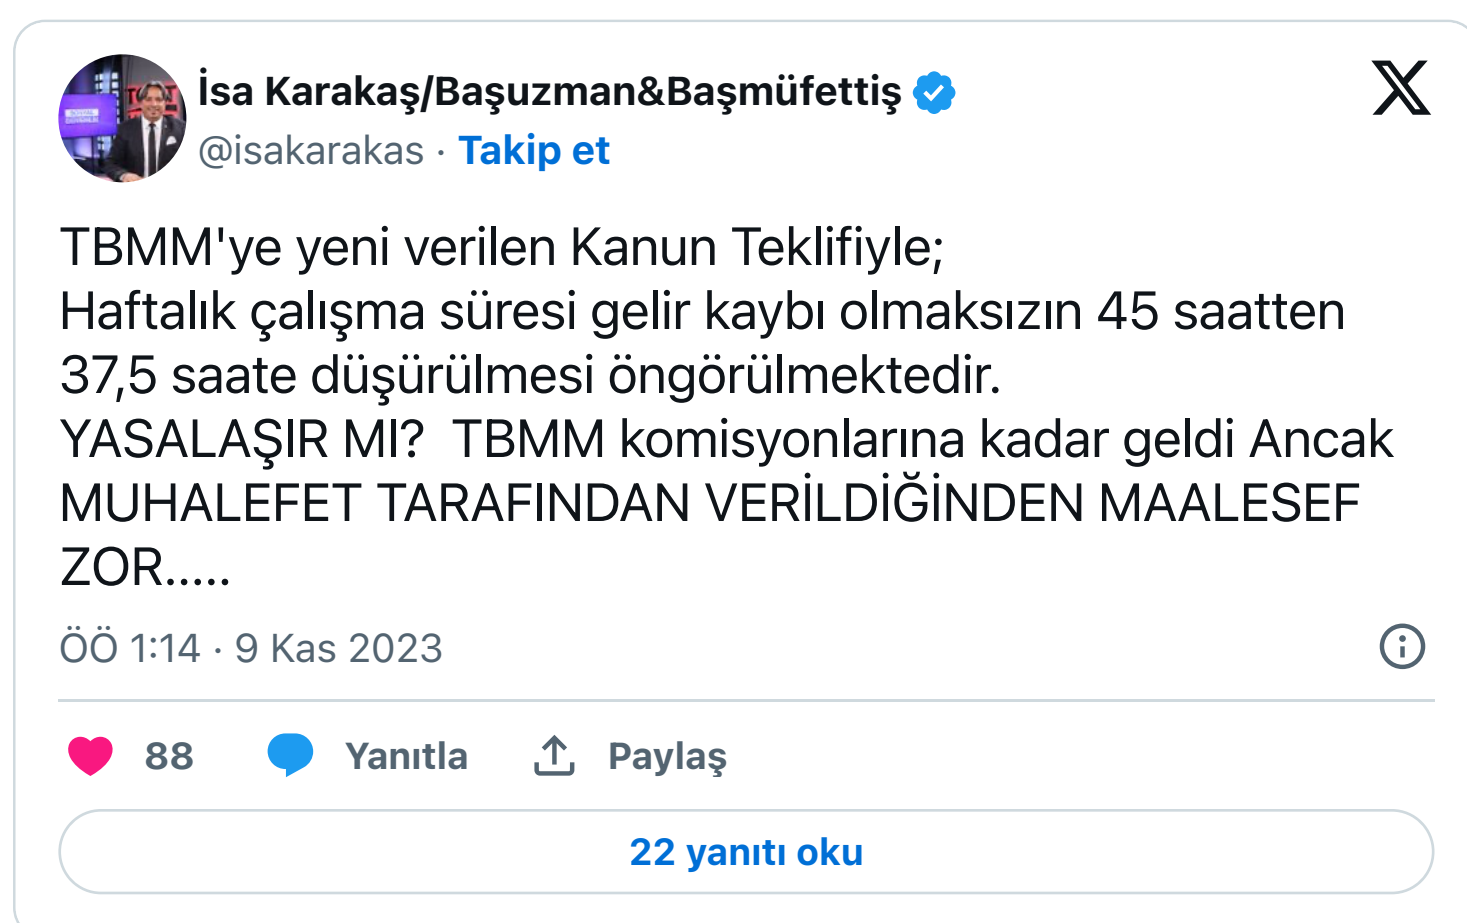 İsa Karakaş/Başuzman&Başmüfettiş
@isakarakas · Takip et
TBMM'ye yeni verilen Kanun Teklifiyle;
Haftalık çalışma süresi gelir kaybı olmaksızın 45 saatten
37,5 saate düşürülmesi öngörülmektedir.
YASALAŞIR MI?  TBMM komisyonlarına kadar geldi Ancak
MUHALEFET TARAFINDAN VERİLDİĞİNDEN MAALESEF
ZOR.....
ÖÖ 1:14 · 9 Kas 2023
88 Yanıtla Paylaş
22 yanıtı oku